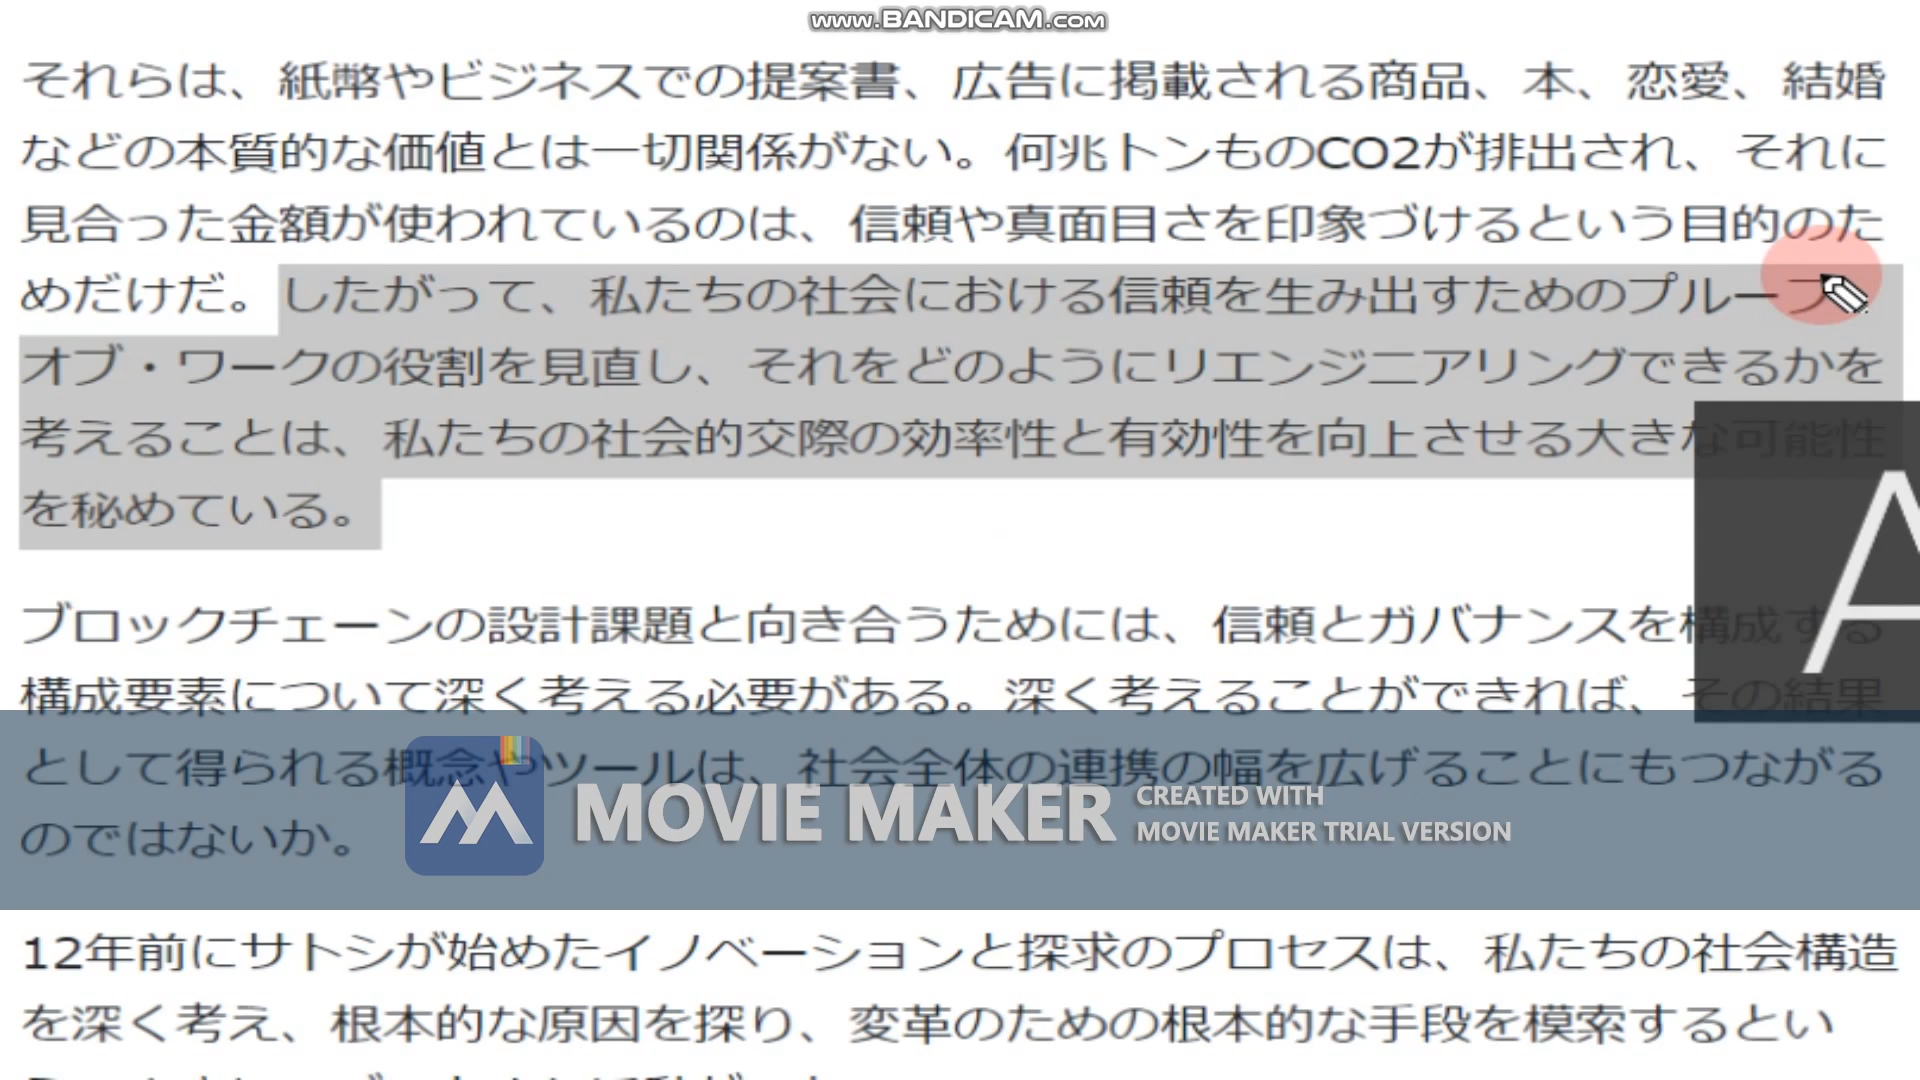 www.BANDICAM.com
それらは、紙幣やビジネスでの提案書、広告に掲載される商品、本、恋愛、結婚
などの本質的な価値とは一切関係がない。何兆トンものCO2が排出され、それに
見合った金額が使われているのは、信頼や真面目さを印象づけるという目的のた
めだけだ。したがって、私たちの社会における信頼を生み出すためのプルーフ
オブ・ワークの役割を見直し、それをどのようにリエンジニアリングできるかを
考えることは、私たちの社会的交際の効率性と有効性を向上させる大きな可能性
を秘めている。
A
ブロックチェーンの設計課題と向き合うためには、信頼とガバナンスを構成する
構成要素について深く考える必要がある。深く考えることができれば、その結果
として得られる概念やツールは、社会全体の連携の幅を広げることにもつながる
のではないか。
MOVIE MAKER
CREATED WITH
MOVIE MAKER TRIAL VERSION
12年前にサトシが始めたイノベーションと探求のプロセスは、私たちの社会構造
を深く考え、根本的な原因を探り、変革のための根本的な手段を模索するとい